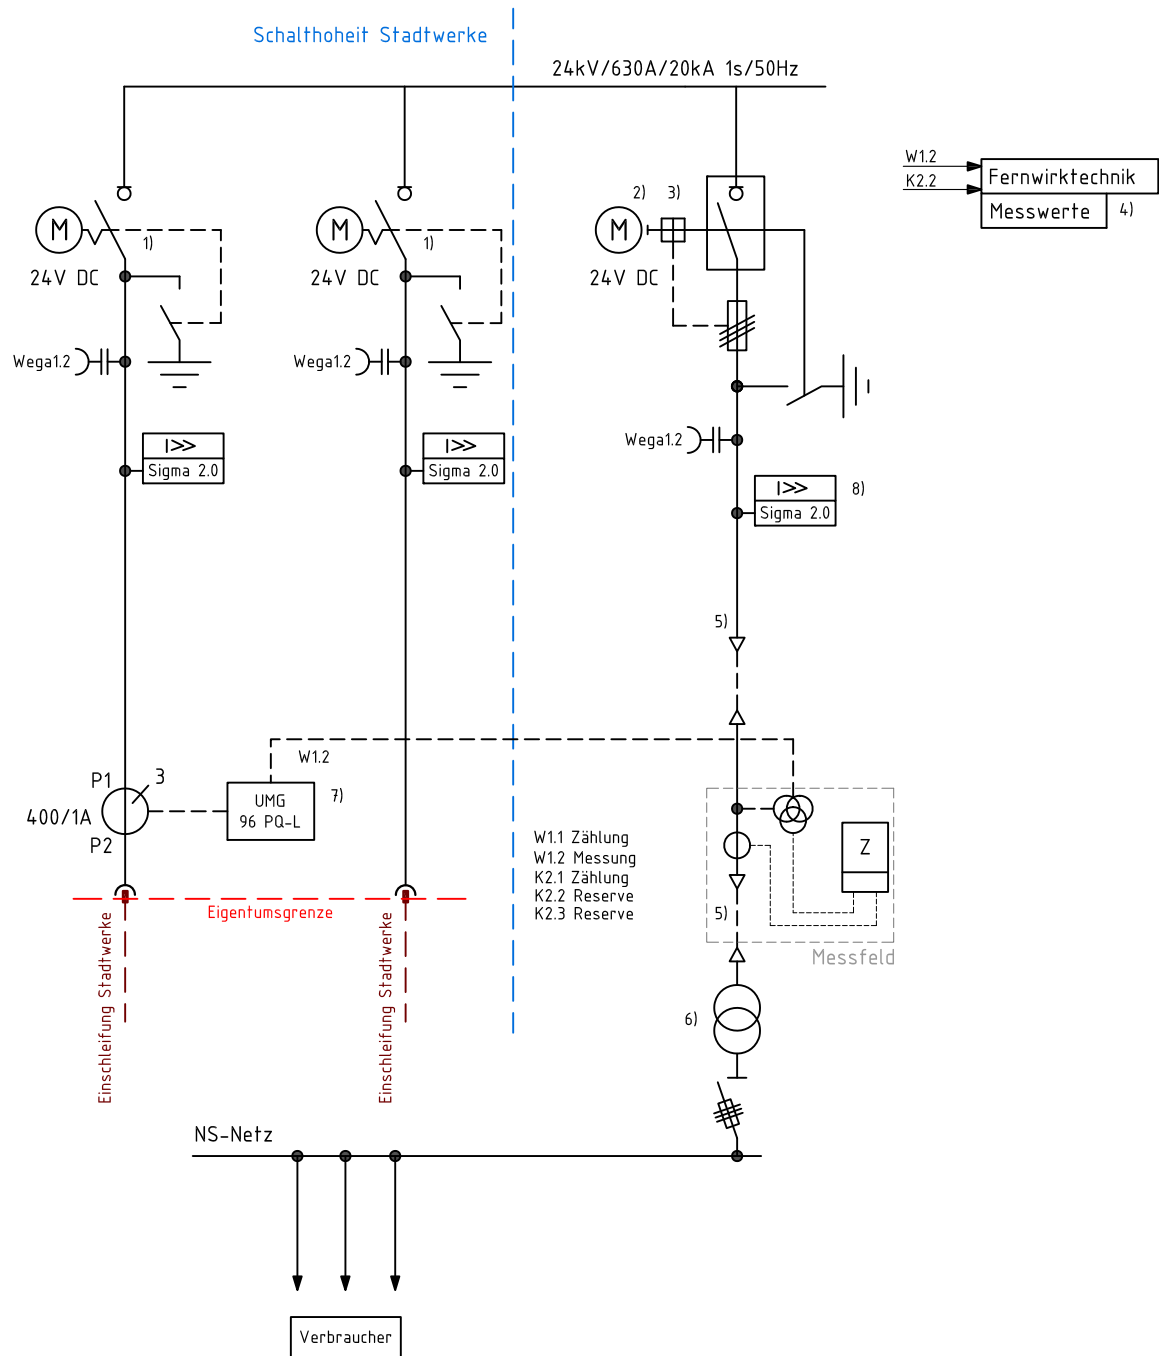 Schalthoheit Stadtwerke
24kV/630A/20kA 1s/50Hz
W1.2
K2.2
Fernwirktechnik
Messwerte
4)
M
1)
24V DC
M
1)
24V DC
2)
3)
M
24V DC
Wega1.2
Wega1.2
Wega1.2
I>>
Sigma 2.0
I>>
Sigma 2.0
I>>
Sigma 2.0
8)
5)
W1.2
P1
3
400/1A
P2
UMG
96 PQ-L
7)
W1.1 Zählung
W1.2 Messung
K2.1 Zählung
K2.2 Reserve
K2.3 Reserve
Z
5)
Messfeld
Eigentumsgrenze
Einschleifung Stadtwerke
Einschleifung Stadtwerke
6)
NS-Netz
Verbraucher